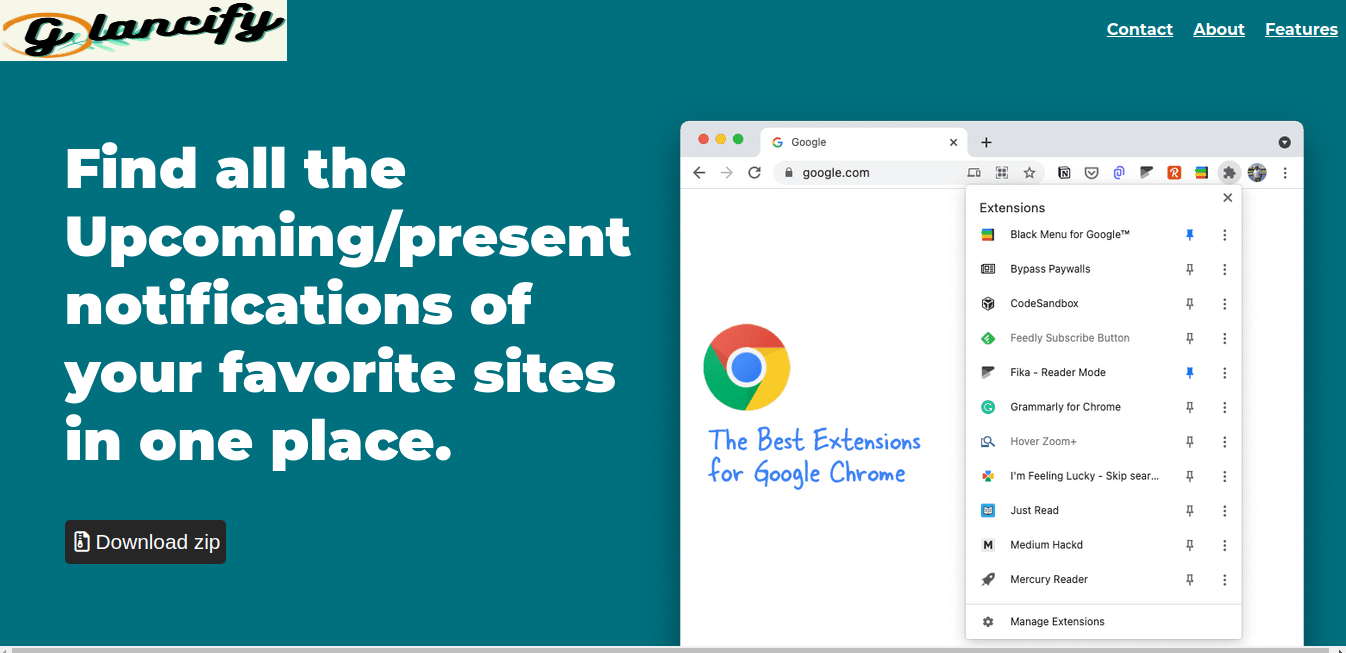 Glancify
Contact About Features
Find all the
Upcoming/present
notifications of
your favorite sites
in one place.
Download zip
Google
google.com
Extensions
Black Menu for Google™
Bypass Paywalls
CodeSandbox
Feedly Subscribe Button
Fika - Reader Mode
Grammarly for Chrome
Hover Zoom+
I'm Feeling Lucky - Skip sear...
Just Read
Medium Hackd
Mercury Reader
Manage Extensions
The Best Extensions
for Google Chrome